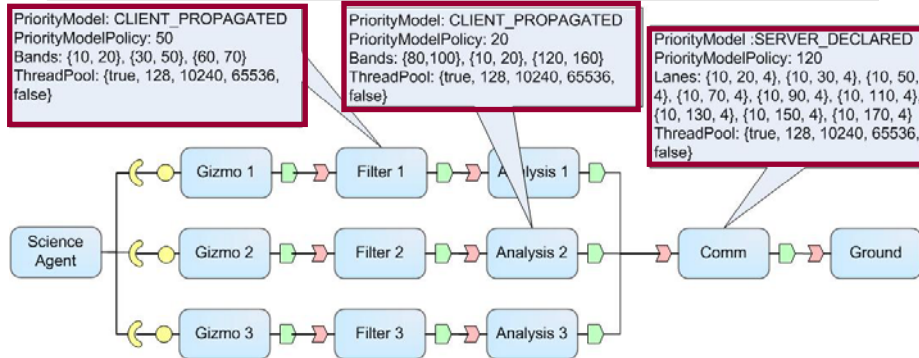 PriorityModel: CLIENT_PROPAGATED
PriorityModelPolicy: 50
Bands: {10, 20}, {30, 50}, {60, 70}
ThreadPool: {true, 128, 10240, 65536,
false}
PriorityModel: CLIENT_PROPAGATED
PriorityModelPolicy: 20
Bands: {80,100}, {10, 20}, {120, 160}
ThreadPool: {true, 128, 10240, 65536,
false}
PriorityModel :SERVER_DECLARED
PriorityModelPolicy: 120
Lanes: {10, 20, 4}, {10, 30, 4}, {10, 50,
4}, {10, 70, 4}, {10, 90, 4}, {10, 110, 4}
{10, 130, 4}, {10, 150, 4}, {10, 170, 4}
ThreadPool: {true, 128, 10240, 65536,
false}
Gizmo 1
Filter 1
Analysis 1
Science
Agent
Gizmo 2
Filter 2
Analysis 2
Comm
Ground
Gizmo 3
Filter 3
Analysis 3